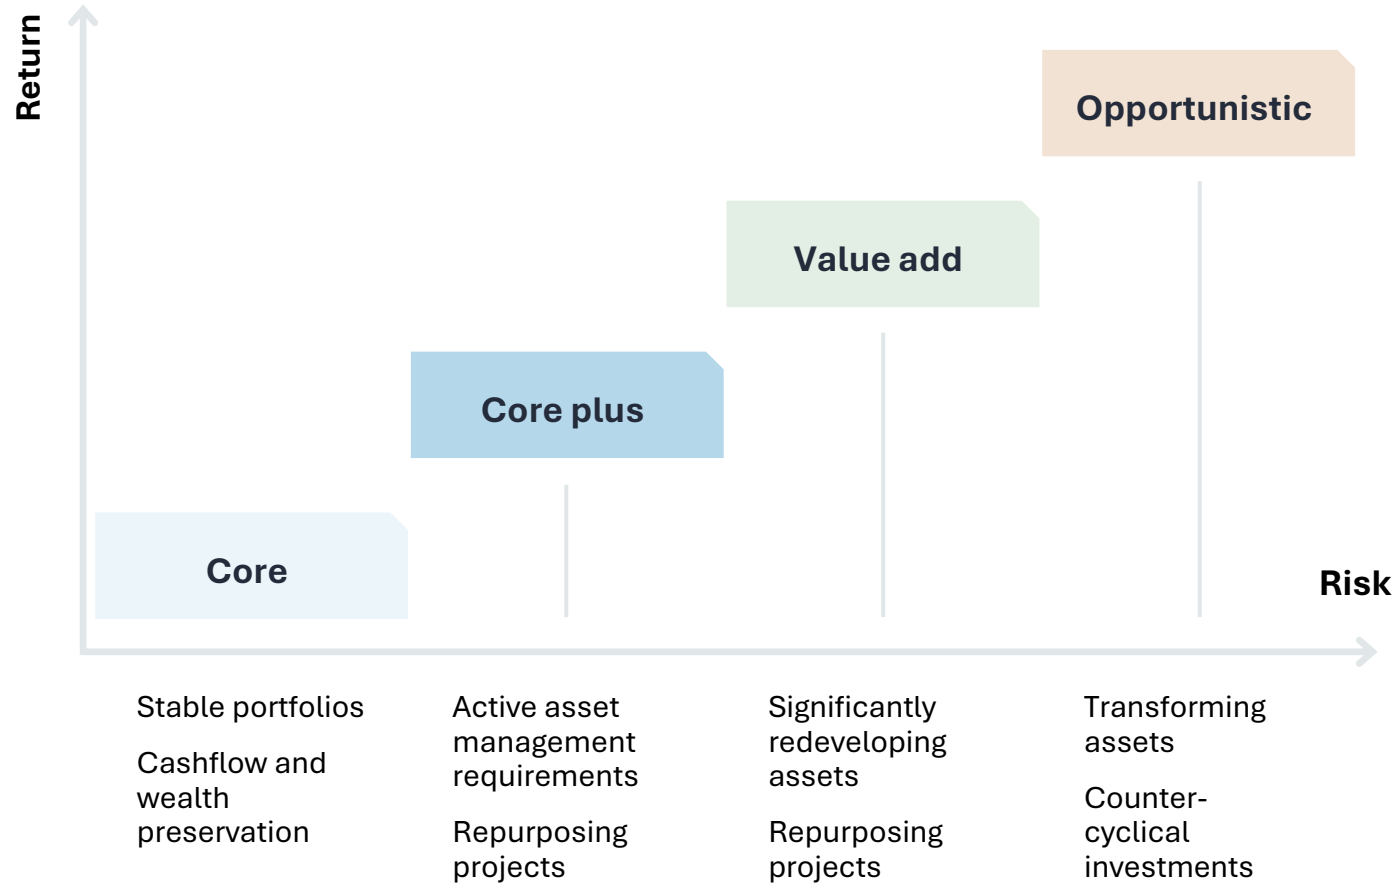 Return
Opportunistic
Value add
Core plus
Core
Risk
Stable portfolios
Cashflow and
wealth
preservation
Active asset
management
requirements
Repurposing
projects
Significantly
redeveloping
assets
Repurposing
projects
Transforming
assets
Counter-
cyclical
investments